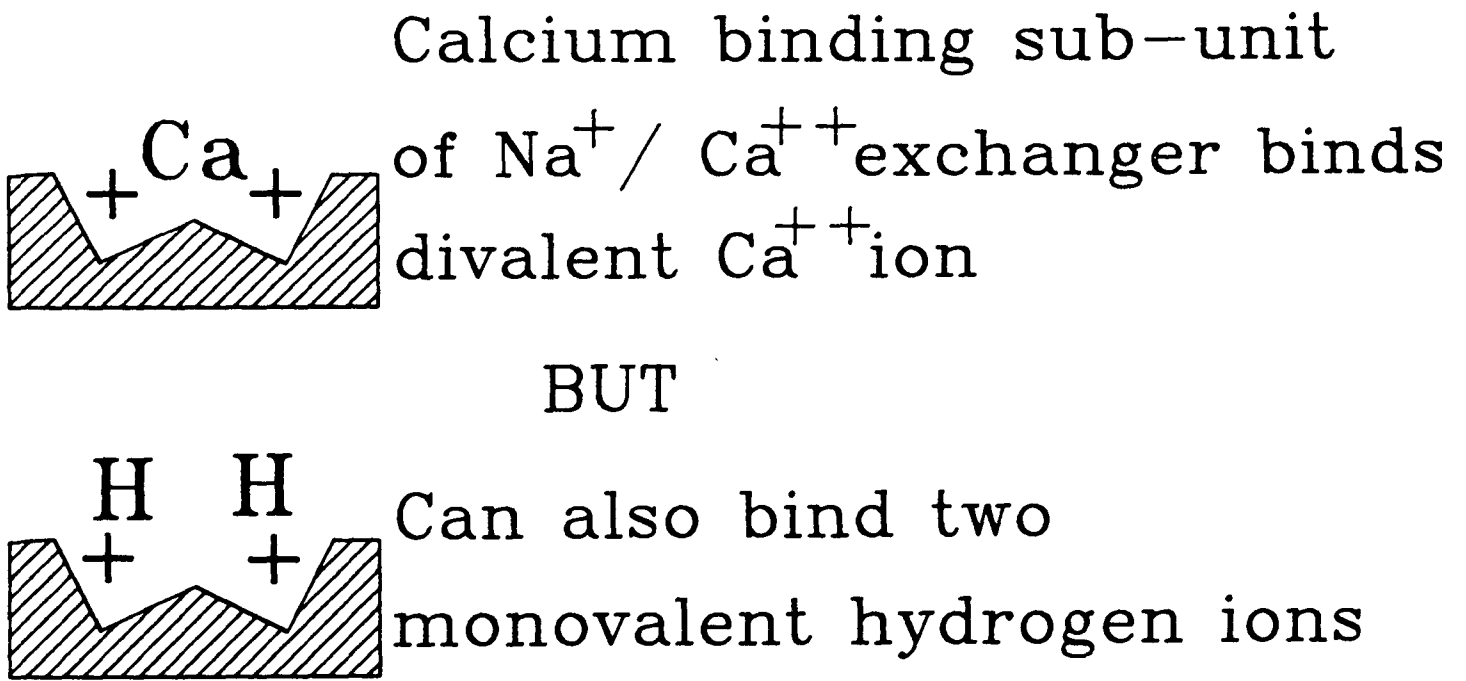 Calcium binding sub-unit
+Ca+
of Na⁺/ Ca⁺⁺exchanger binds
divalent Ca⁺⁺ion
BUT
H H
+ +
Can also bind two
monovalent hydrogen ions